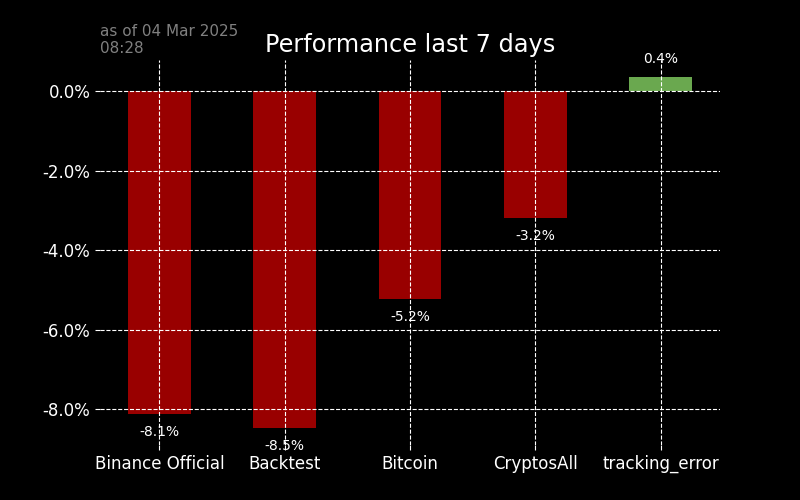 as of 04 Mar 2025
08:28
Performance last 7 days
0.4%
0.0%
-2.0%
-4.0%
-6.0%
-8.0%
-3.2%
-5.2%
-8.1%
-8.5%
Binance Official
Backtest
Bitcoin
CryptosAll
tracking_error